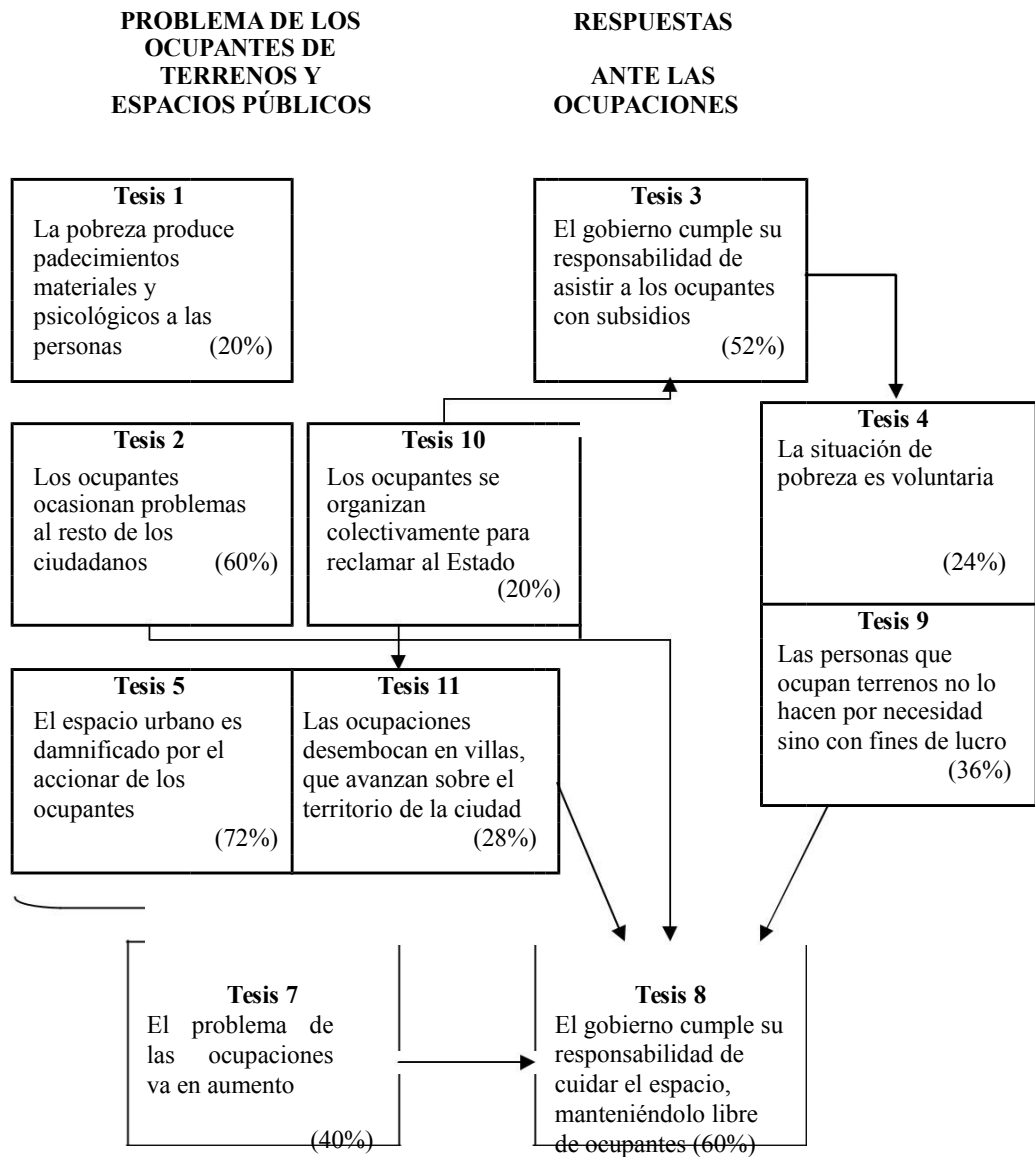 PROBLEMA DE LOS
OCUPANTES DE
TERRENOS Y
ESPACIOS PÚBLICOS
RESPUESTAS
ANTE LAS
OCUPACIONES
Tesis 1
La pobreza produce
padecimientos
materiales y
psicológicos a las
personas (20%)
Tesis 3
El gobierno cumple su
responsabilidad de
asistir a los ocupantes
con subsidios
(52%)
Tesis 2
Los ocupantes
ocasionan problemas
al resto de los
ciudadanos (60%)
Tesis 10
Los ocupantes se
organizan
colectivamente para
reclamar al Estado
(20%)
Tesis 4
La situación de
pobreza es voluntaria
(24%)
Tesis 9
Las personas que
ocupan terrenos no lo
hacen por necesidad
sino con fines de lucro
(36%)
Tesis 5
El espacio urbano es
damnificado por el
accionar de los
ocupantes
(72%)
Tesis 11
Las ocupaciones
desembocan en villas,
que avanzan sobre el
territorio de la ciudad
(28%)
Tesis 7
El problema de
las ocupaciones
va en aumento
(40%)
Tesis 8
El gobierno cumple su
responsabilidad de
cuidar el espacio,
manteniéndolo libre
de ocupantes (60%)